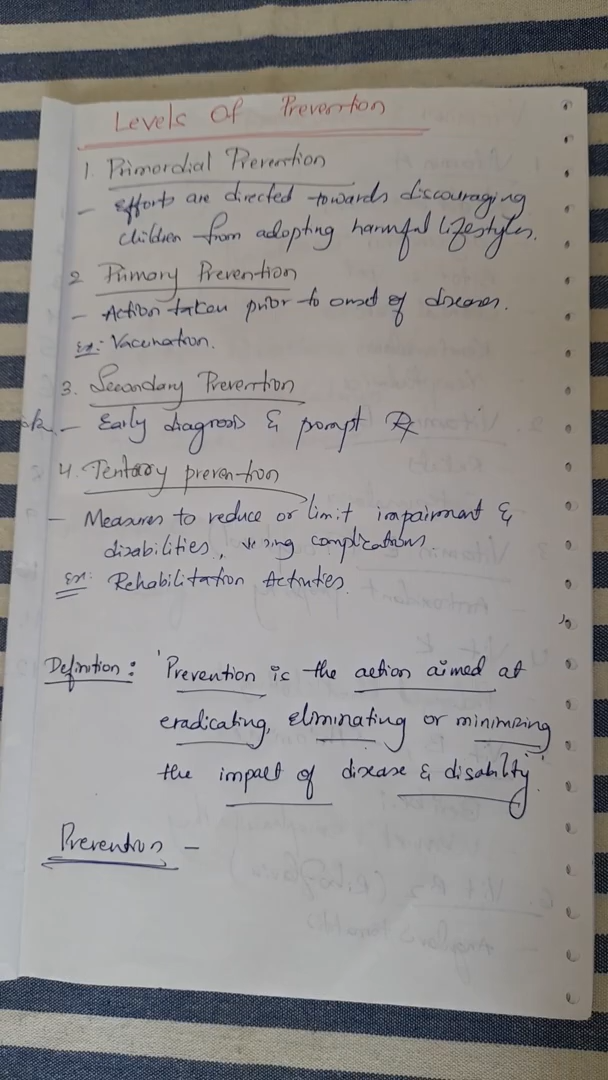 Levels Of Prevention
1. Primordial Prevention
- Efforts are directed towards discouraging
children from adopting harmful lifestyles.
2 Primary Prevention
- Action taken prior to onset of diseases.
Ex:- Vaccination.
3. Secondary Prevention
- Early diagnosis & prompt Rx
4. Tertary prevention
- Measures to reduce or limit impairment &
disabilities, complications
Ex: Rehabilitation Activities.
Definition: 'Prevention is the action aimed at
eradicating, eliminating or minimizing
the impact of disease & disability'
Prevention -